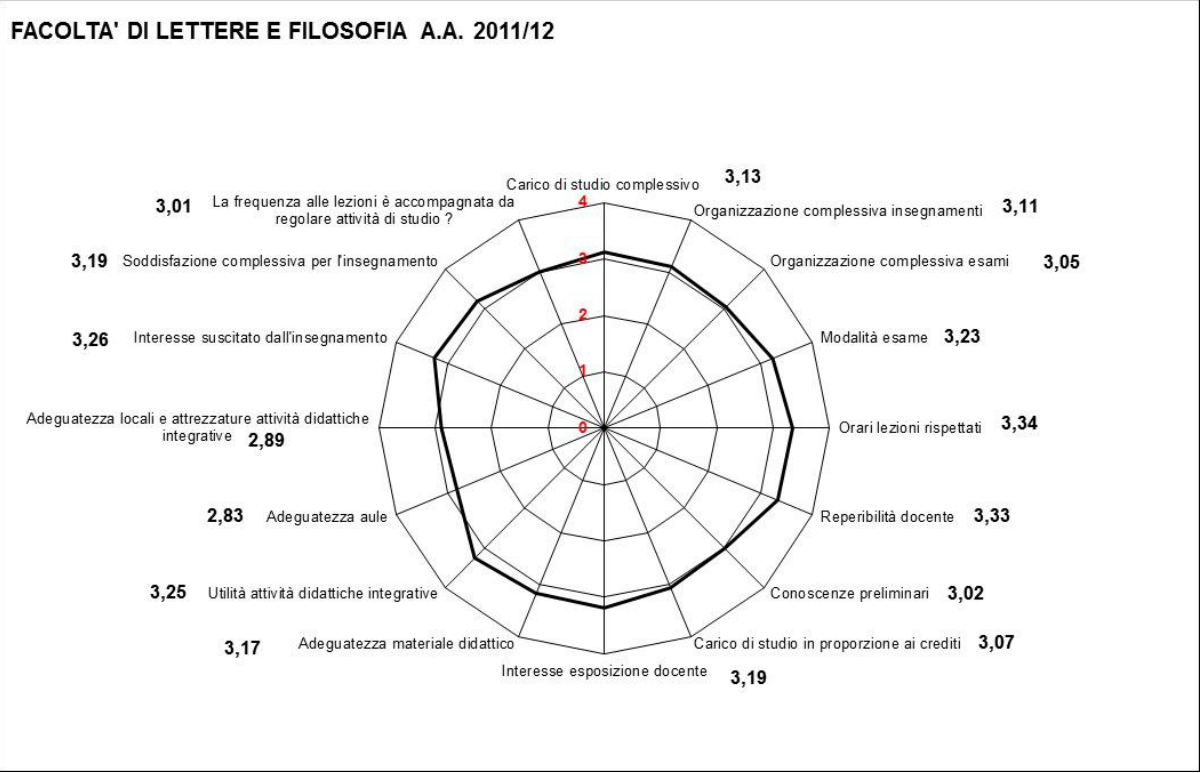 FACOLTA' DI LETTERE E FILOSOFIA A.A. 2011/12
Carico di studio complessivo 3,13
3,01 La frequenza alle lezioni è accompagnata da
regolare attività di studio ?
4
Organizzazione complessiva insegnamenti 3,11
3,19 Soddisfazione complessiva per l'insegnamento
3
Organizzazione complessiva esami 3,05
3,26 Interesse suscitato dall'insegnamento
2
Modalità esame 3,23
1
Adeguatezza locali e attrezzature attività didattiche
integrative 2,89
0
Orari lezioni rispettati 3,34
2,83 Adeguatezza aule
Reperibilità docente 3,33
3,25 Utilità attività didattiche integrative
Conoscenze preliminari 3,02
3,17 Adeguatezza materiale didattico
Carico di studio in proporzione ai crediti 3,07
Interesse esposizione docente 3,19